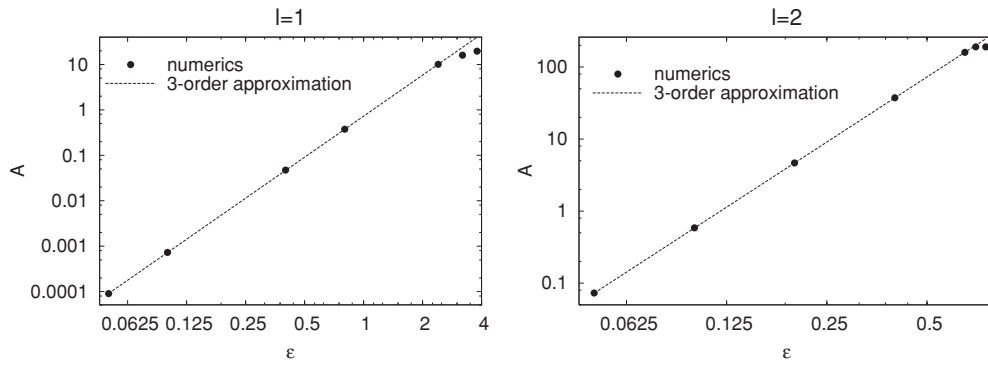 l=1
numerics
3-order approximation
10
1
0.1
0.01
0.001
0.0001
A
0.0625 0.125 0.25 0.5 1 2 4
ε
l=2
numerics
3-order approximation
100
10
1
0.1
A
0.0625 0.125 0.25 0.5
ε